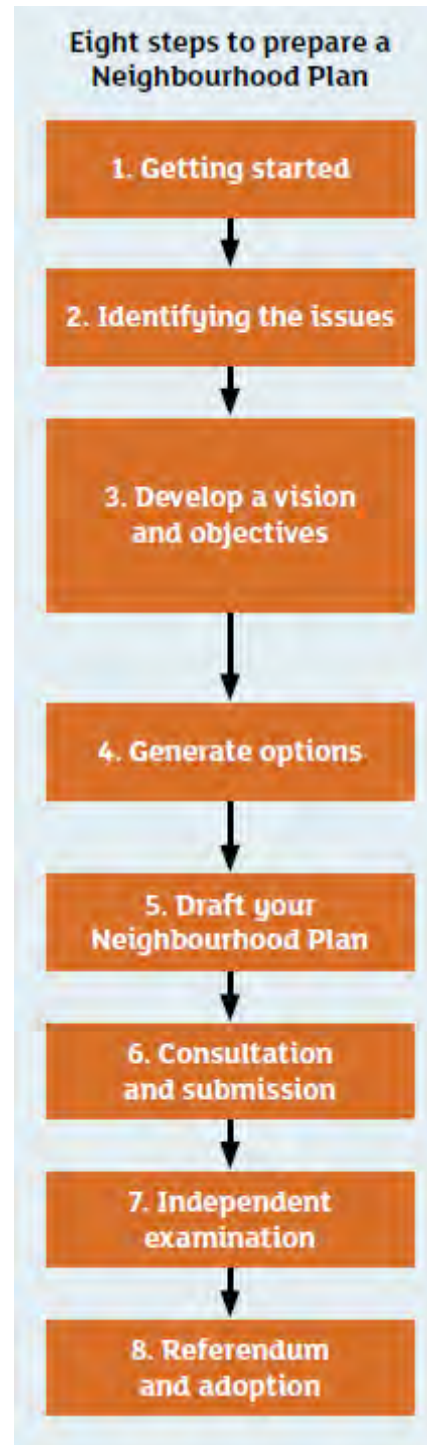 Eight steps to prepare a
Neighbourhood Plan
1. Getting started
2. Identifying the issues
3. Develop a vision
and objectives
4. Generate options
5. Draft your
Neighbourhood Plan
6. Consultation
and submission
7. Independent
examination
8. Referendum
and adoption